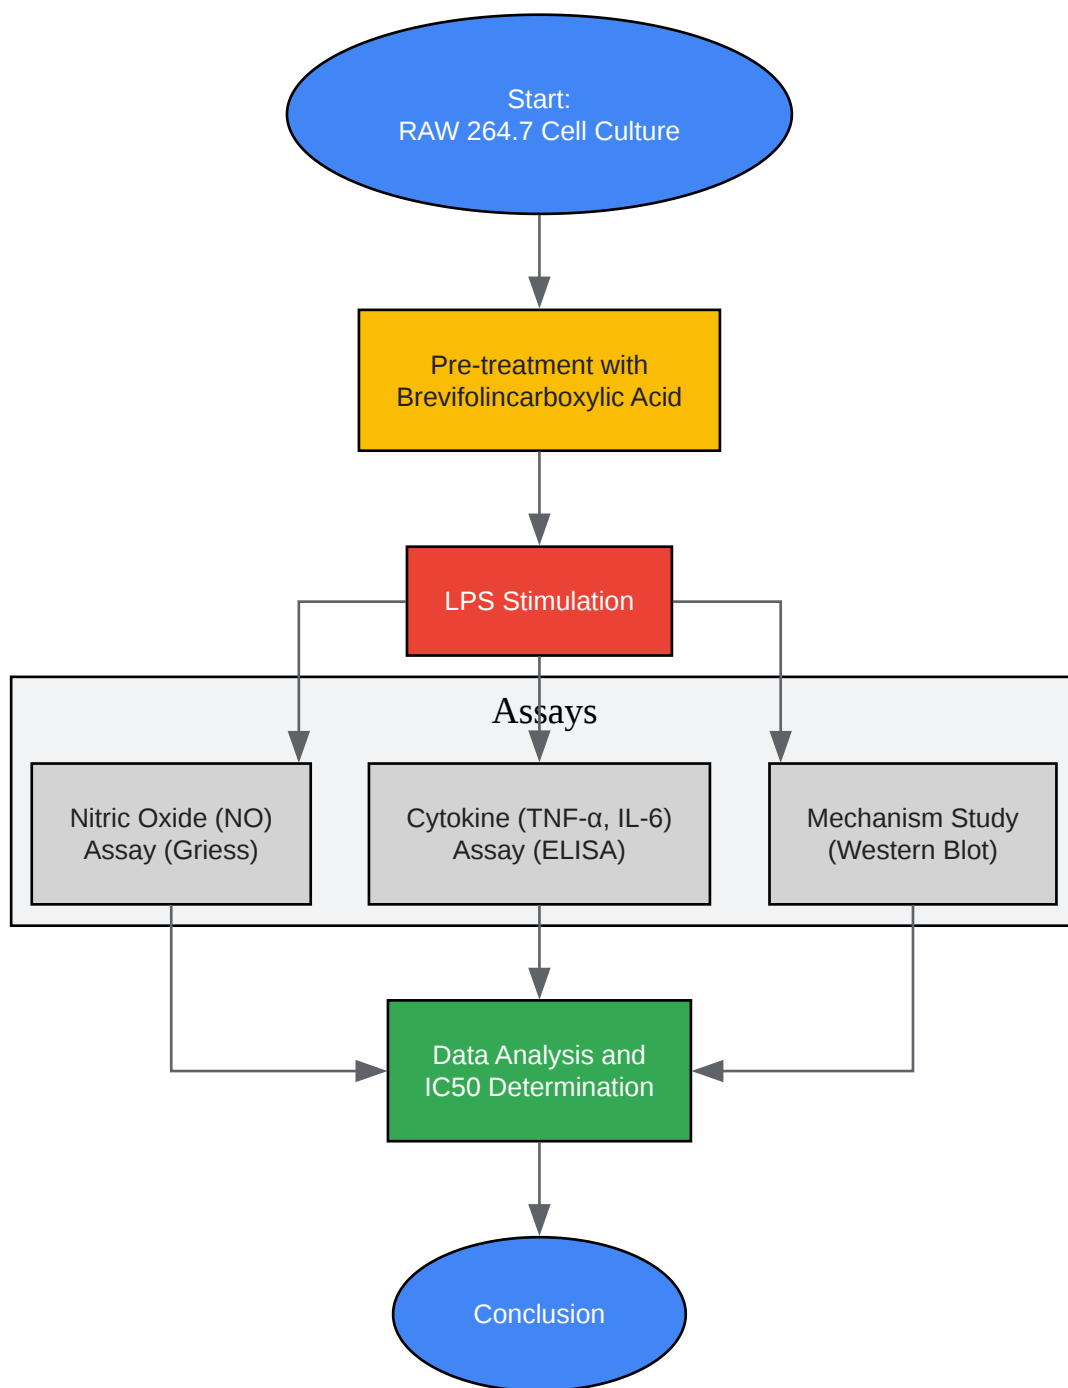 Start:
RAW 264.7 Cell Culture
Pre-treatment with
Brevifolincarboxylic Acid
LPS Stimulation
Assays
Nitric Oxide (NO)
Assay (Griess)
Cytokine (TNF-α, IL-6)
Assay (ELISA)
Mechanism Study
(Western Blot)
Data Analysis and
IC50 Determination
Conclusion